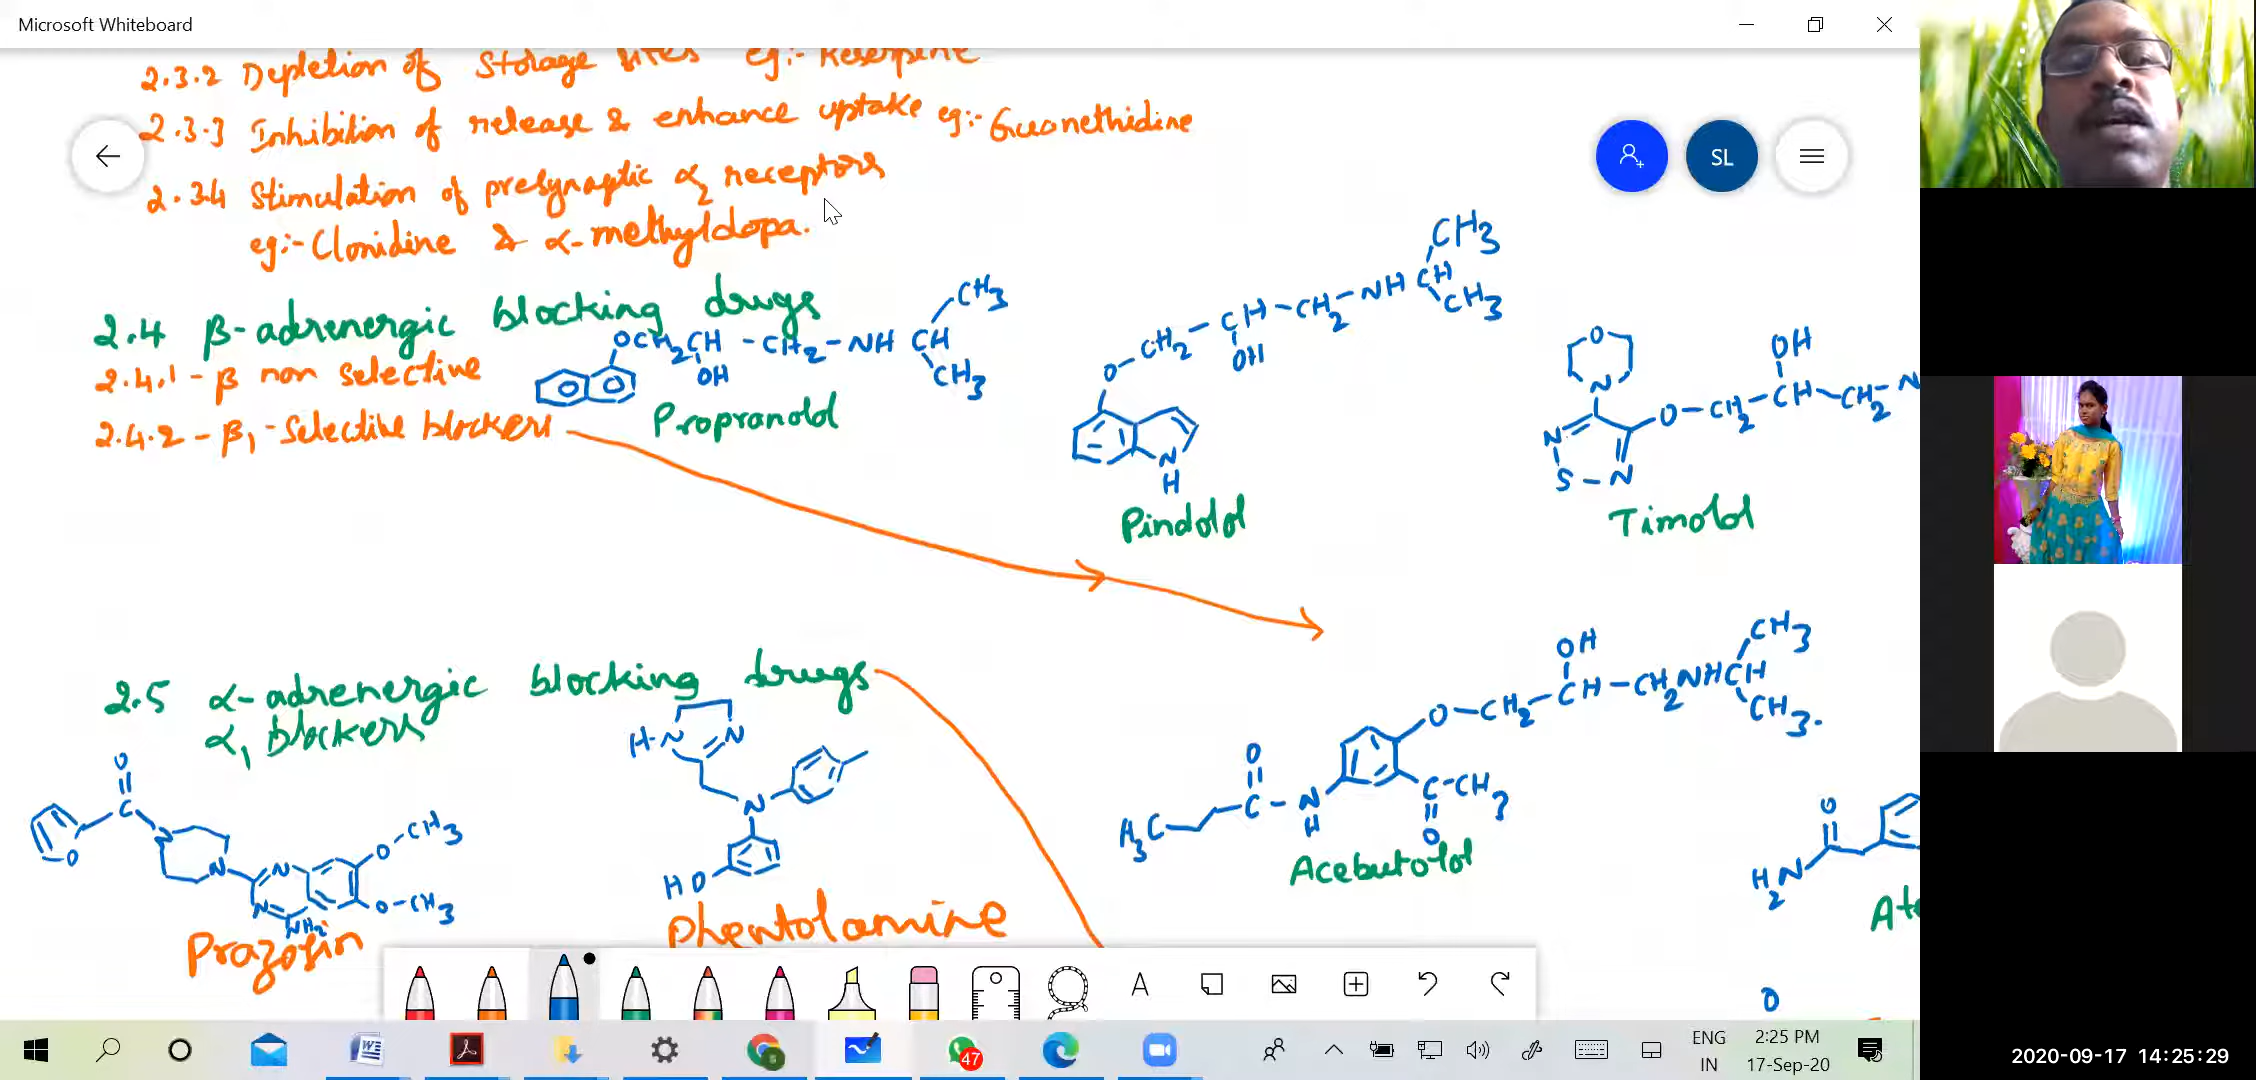 Microsoft Whiteboard
2.3.2 Depletion of storage sites eg:- Reserpine
2.3.3 Inhibition of release & enhance uptake eg:- Guanethidine
2.3.4 Stimulation of presynaptic α2 receptors
eg:- Clonidine & α-methyldopa.
SL
2.4 β-adrenergic blocking drugs
2.4.1 - β non selective
2.4.2 - β1 - Selective blockers
OCH2CH - CH2 - NH CH
OH
CH3
CH3
Propranolol
O - CH2 - CH - CH2 - NH CH
OH
CH3
CH3
N
H
Pindolol
O
N
N
S - N
O - CH2 - CH - CH2 - N
OH
Timolol
2.5 α-adrenergic blocking drugs
α1 blockers
O
C
O
N
N
N
N
NH2
O - CH3
O - CH3
Prazosin
H - N
N
N
HO
Phentolamine
H3C
O
C - N
H
O - CH2 - CH - CH2NHCH
OH
CH3
CH3.
C - CH3
O
Acebutolol
O
H2N
Ate
O
A
47
ENG
IN
2:25 PM
17-Sep-20
2020-09-17 14:25:29